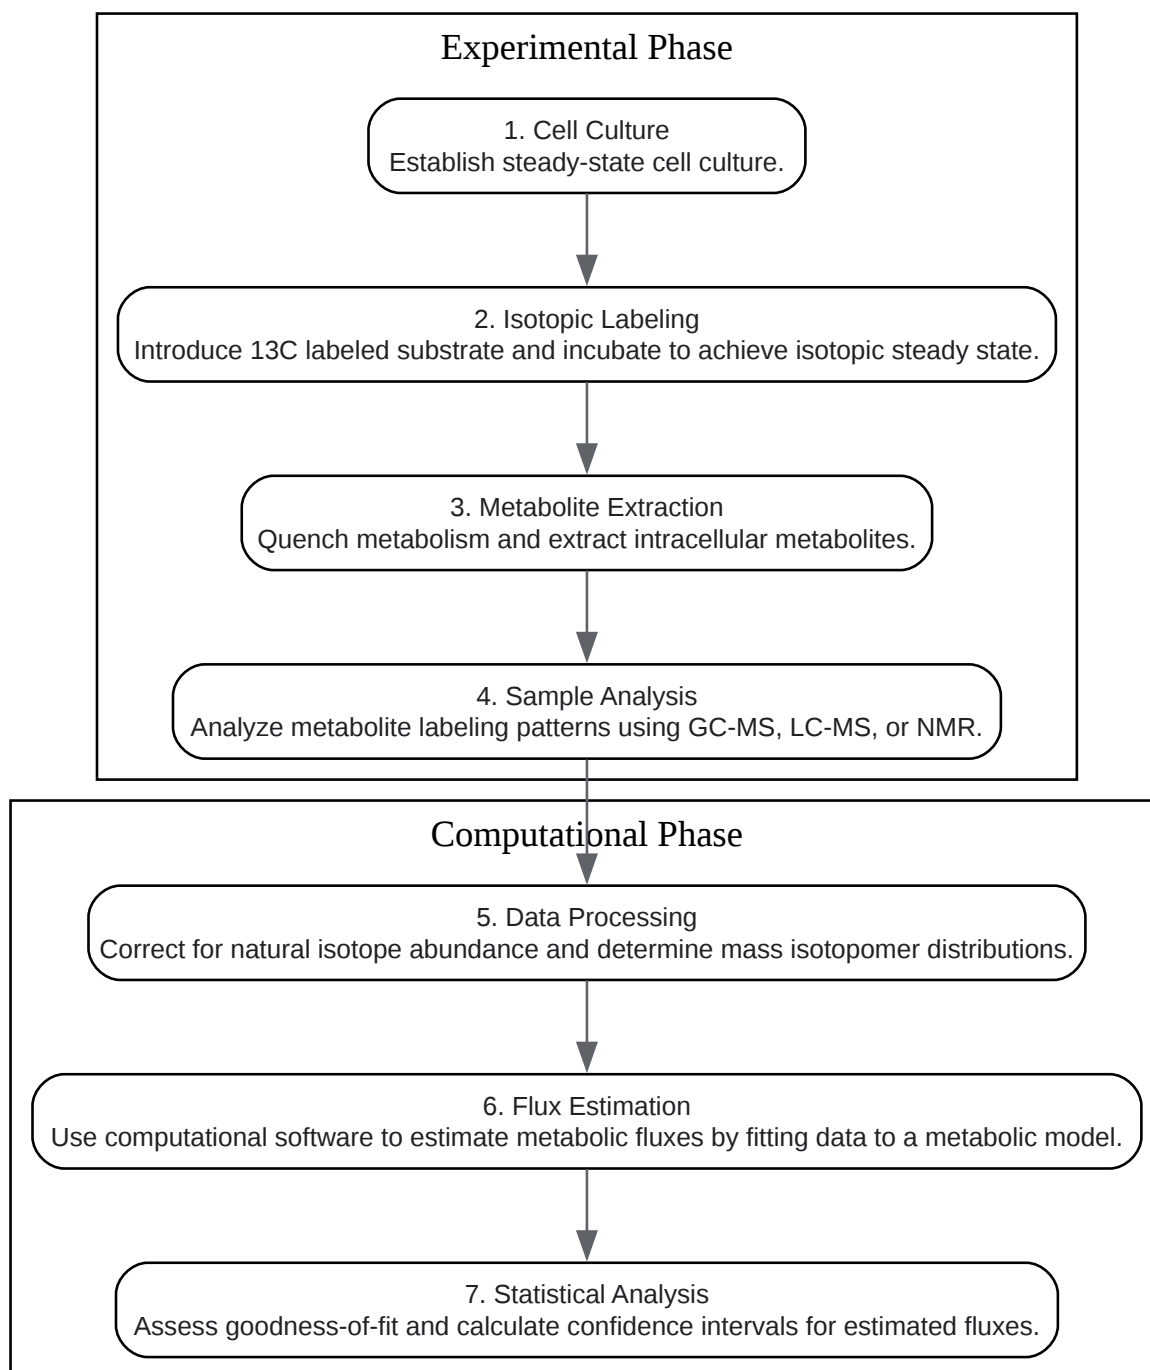 Experimental Phase
1. Cell Culture
Establish steady-state cell culture.
2. Isotopic Labeling
Introduce 13C labeled substrate and incubate to achieve isotopic steady state.
3. Metabolite Extraction
Quench metabolism and extract intracellular metabolites.
4. Sample Analysis
Analyze metabolite labeling patterns using GC-MS, LC-MS, or NMR.
Computational Phase
5. Data Processing
Correct for natural isotope abundance and determine mass isotopomer distributions.
6. Flux Estimation
Use computational software to estimate metabolic fluxes by fitting data to a metabolic model.
7. Statistical Analysis
Assess goodness-of-fit and calculate confidence intervals for estimated fluxes.